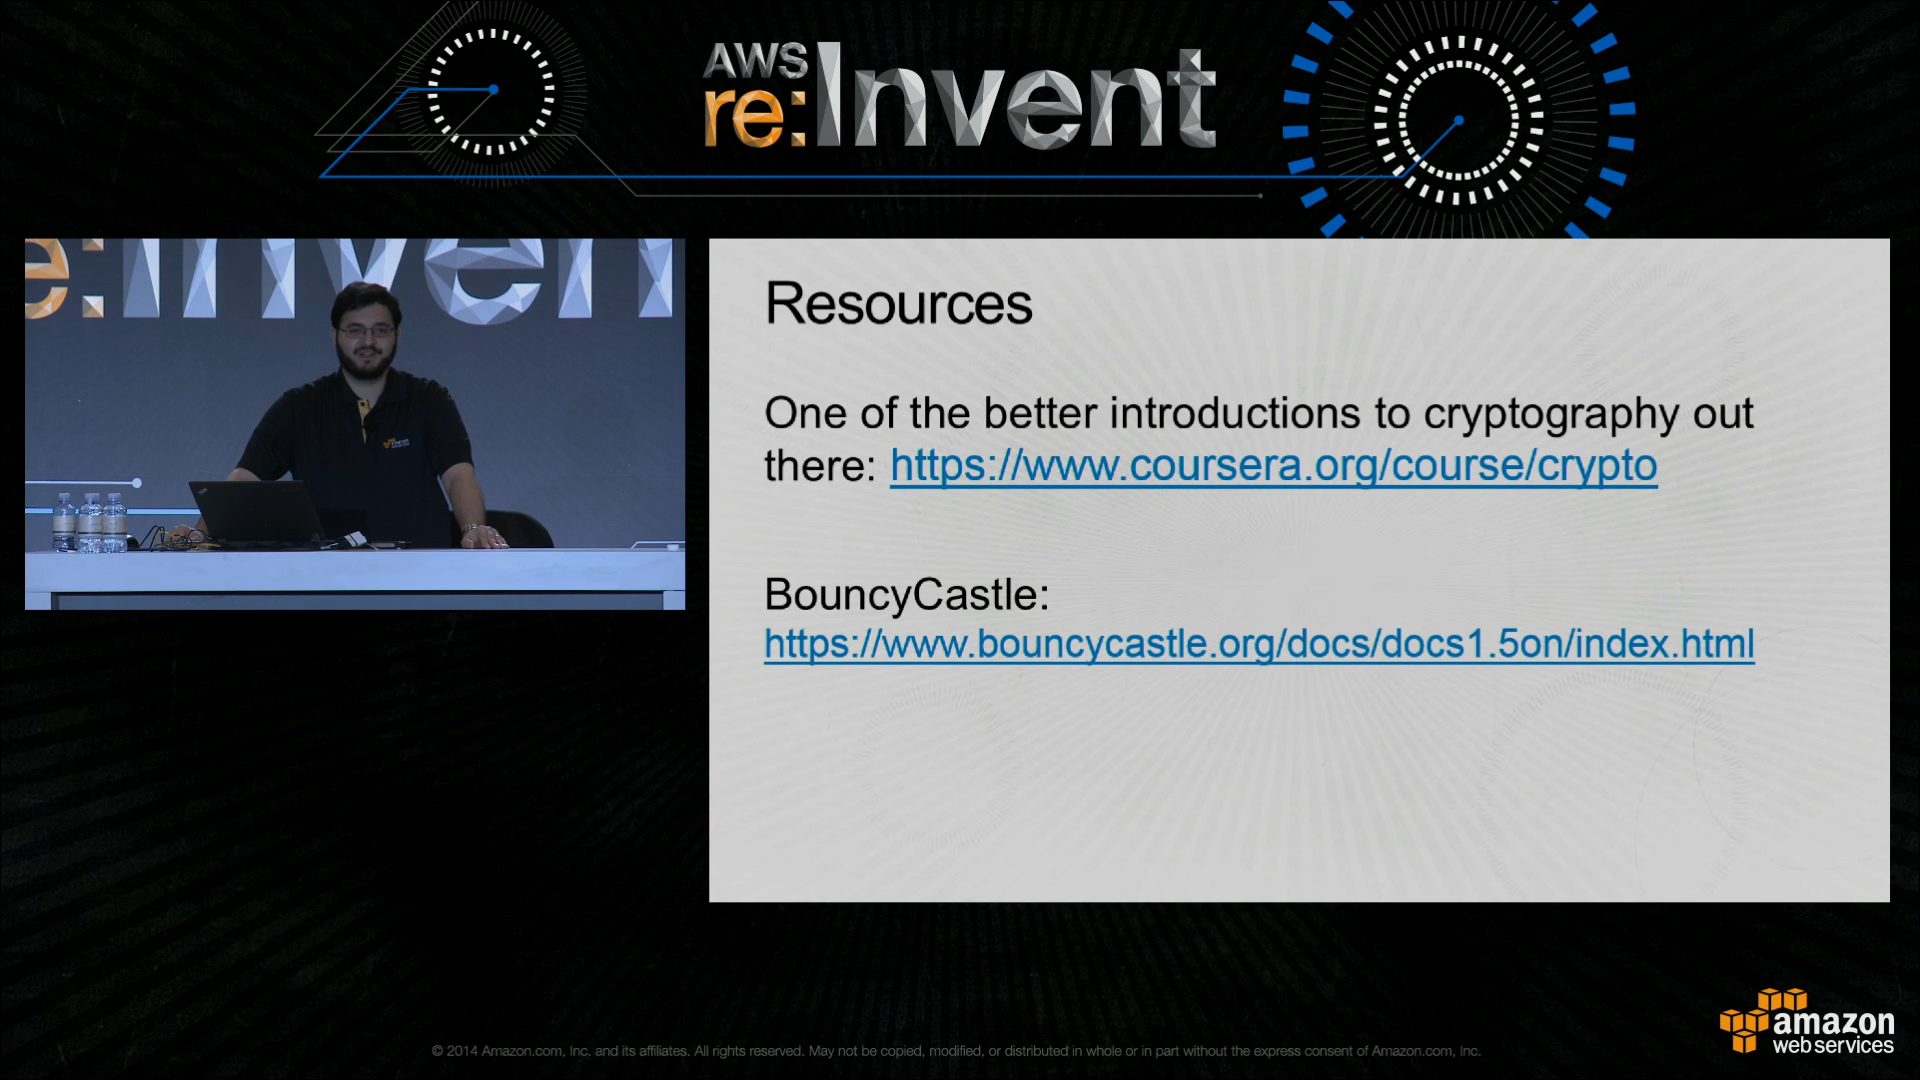 AWS
re:Invent
e:Inven
Resources
One of the better introductions to cryptography out
there: https://www.coursera.org/course/crypto
BouncyCastle:
https://www.bouncycastle.org/docs/docs1.5on/index.html
amazon
web services
© 2014 Amazon.com, Inc. and its affiliates. All rights reserved. May not be copied, modified, or distributed in whole or in part without the express consent of Amazon.com, Inc.